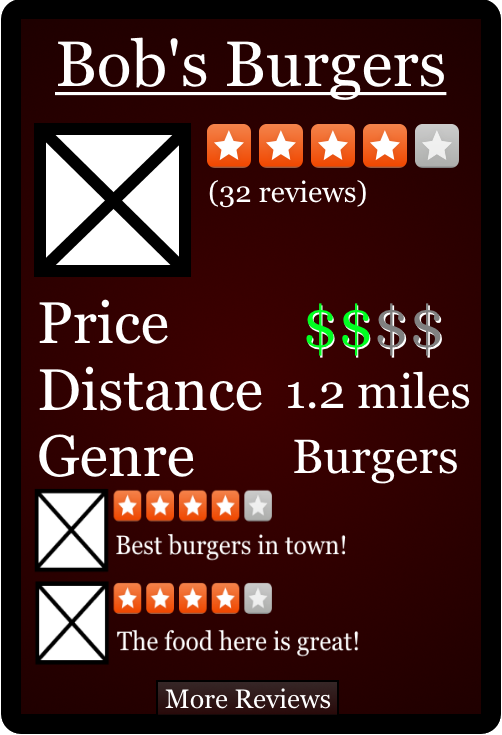 Bob's Burgers
(32 reviews)
Price $$$$
Distance 1.2 miles
Genre Burgers
Best burgers in town!
The food here is great!
More Reviews